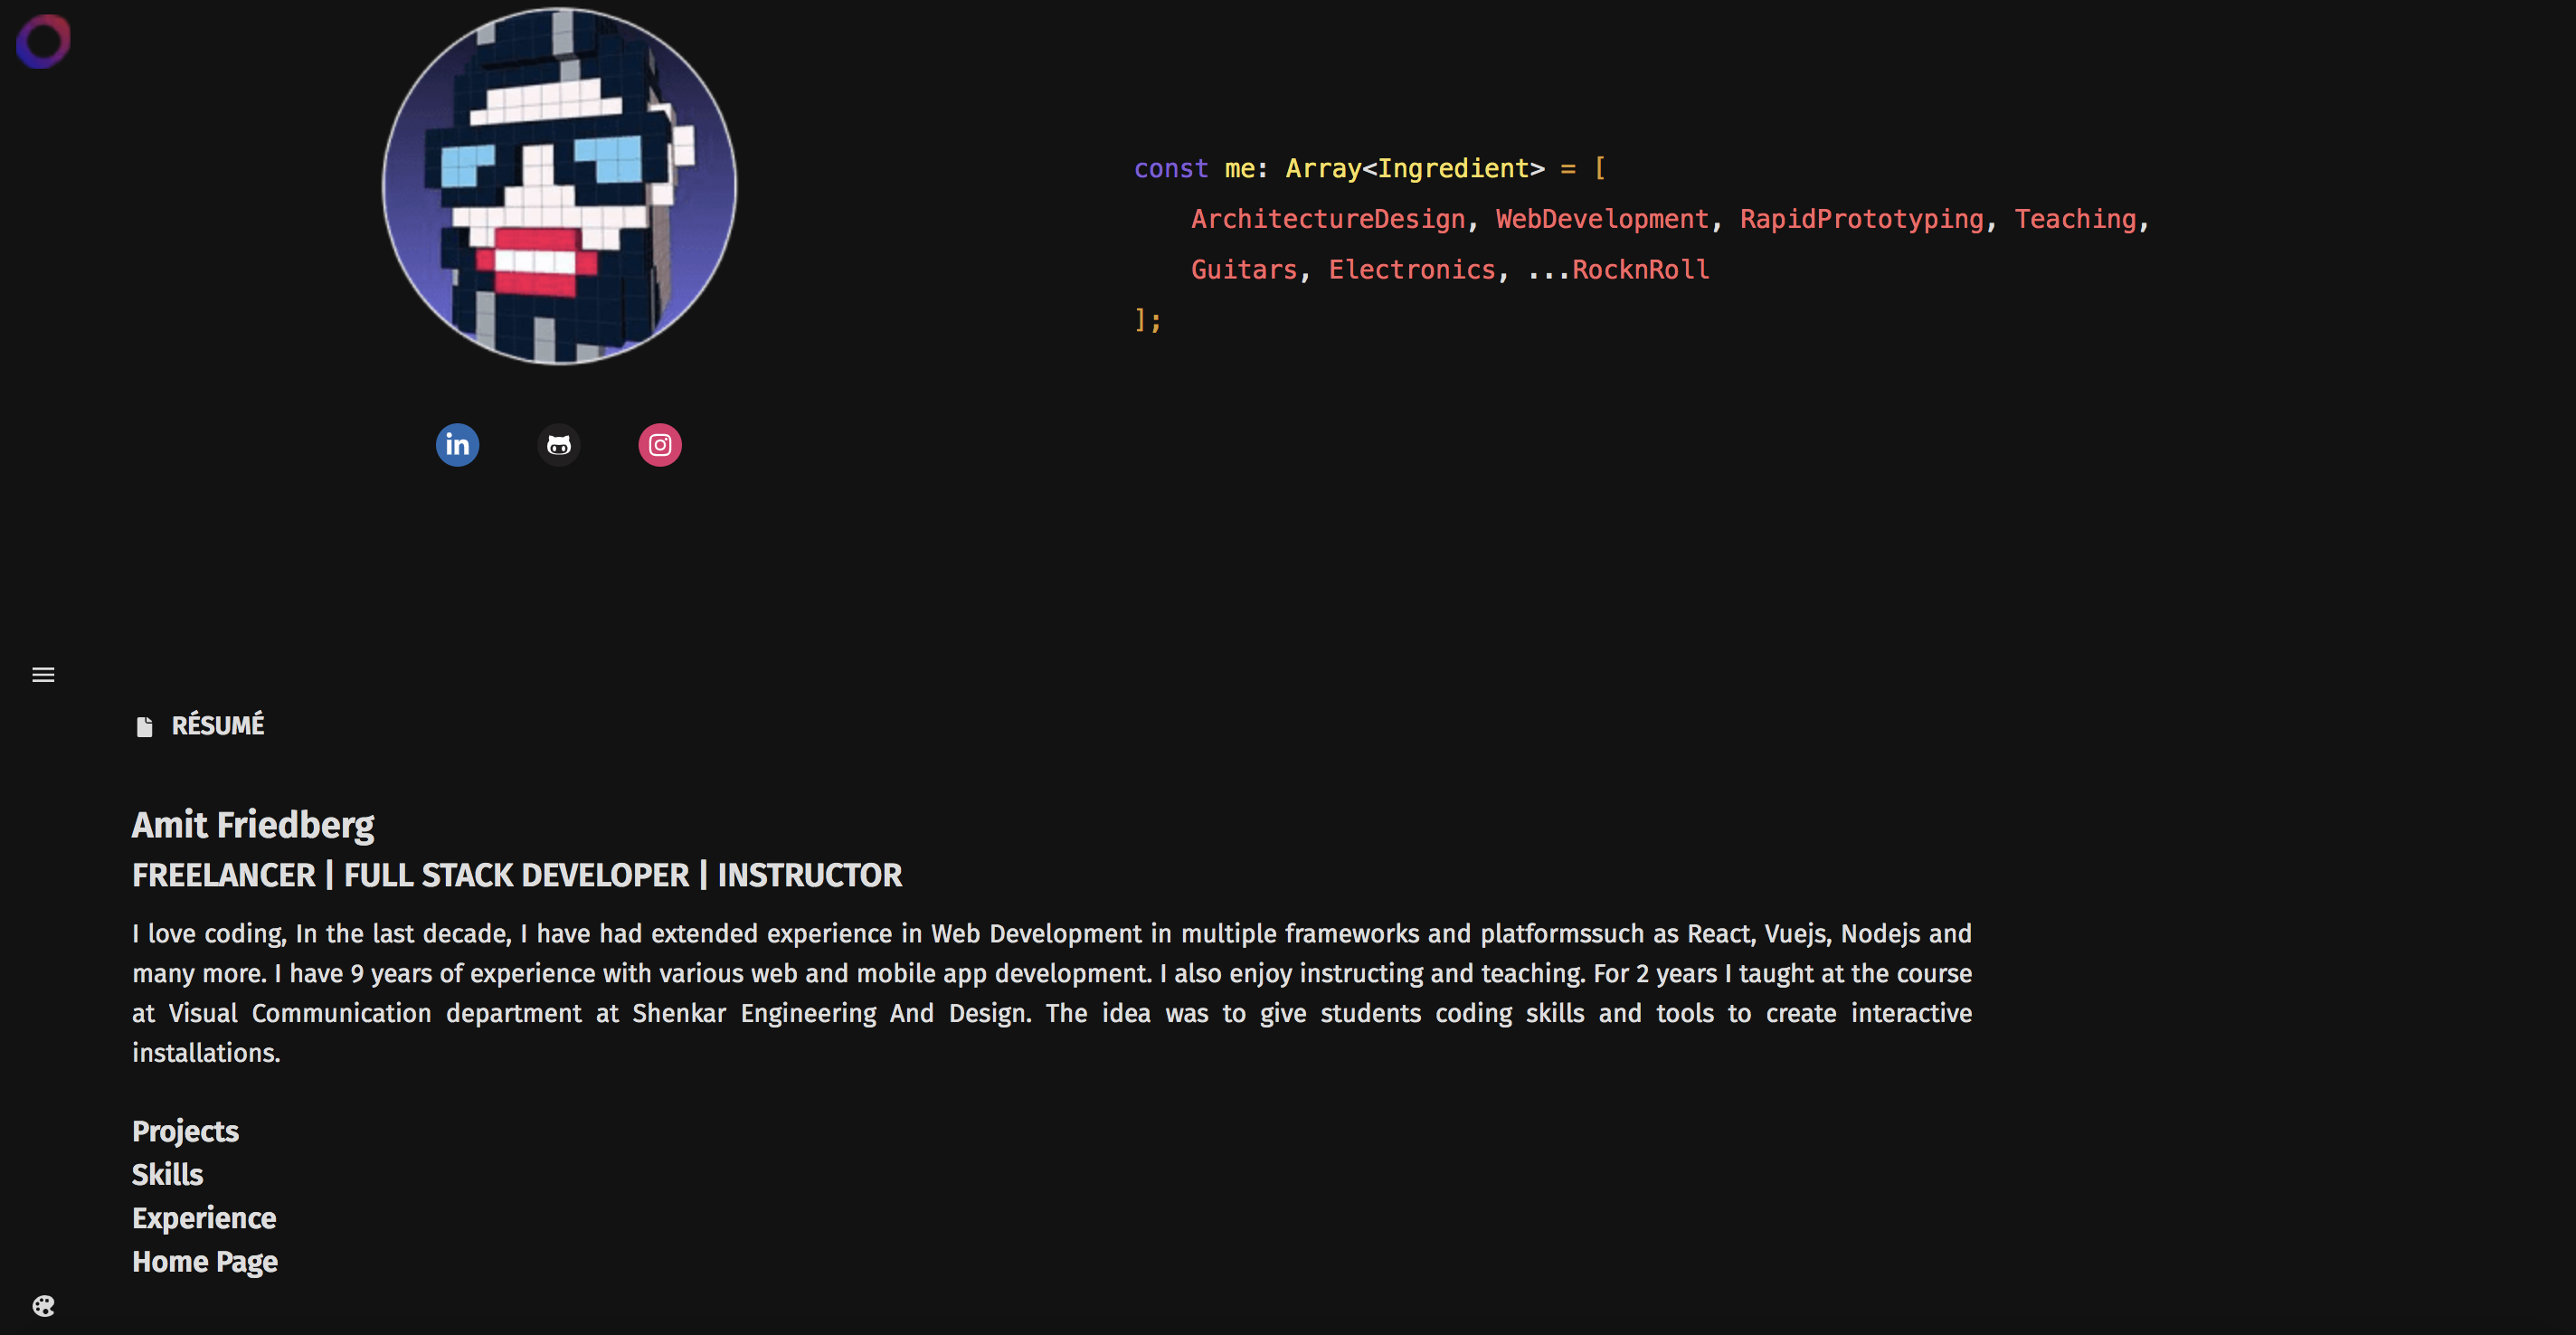 const me: Array<Ingredient> = [
ArchitectureDesign, WebDevelopment, RapidPrototyping, Teaching,
Guitars, Electronics, ...RocknRoll
];
in
RÉSUMÉ
Amit Friedberg
FREELANCER | FULL STACK DEVELOPER | INSTRUCTOR
I love coding, In the last decade, I have had extended experience in Web Development in multiple frameworks and platformssuch as React, Vuejs, Nodejs and
many more. I have 9 years of experience with various web and mobile app development. I also enjoy instructing and teaching. For 2 years I taught at the course
at Visual Communication department at Shenkar Engineering And Design. The idea was to give students coding skills and tools to create interactive
installations.
Projects
Skills
Experience
Home Page